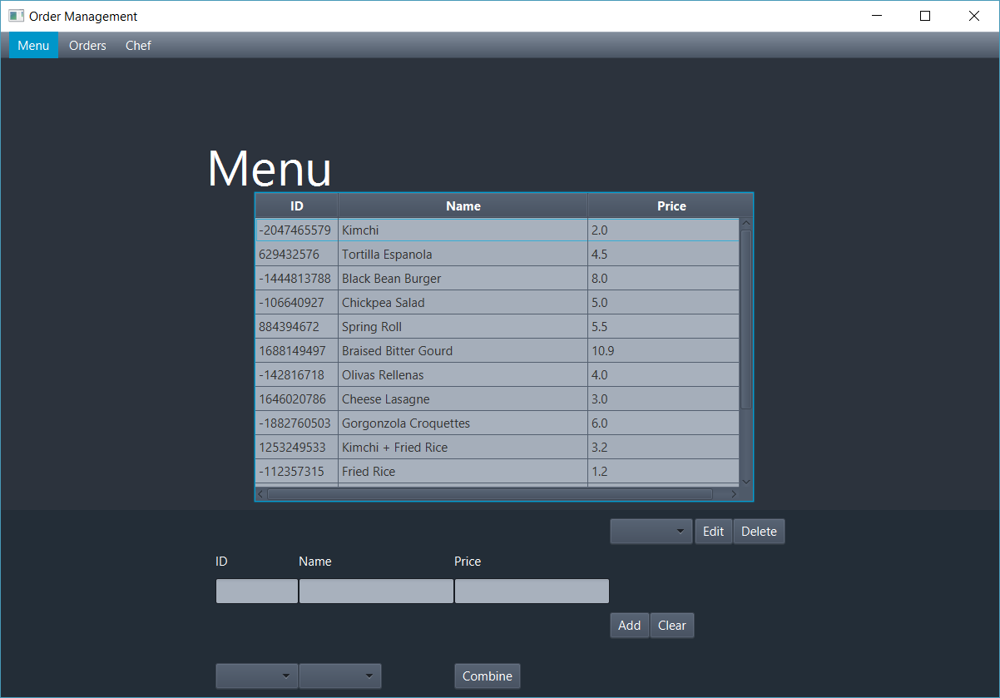 Order Management
Menu Orders Chef
Menu
ID Name Price
-2047465579 Kimchi 2.0
629432576 Tortilla Espanola 4.5
-1444813788 Black Bean Burger 8.0
-106640927 Chickpea Salad 5.0
884394672 Spring Roll 5.5
1688149497 Braised Bitter Gourd 10.9
-142816718 Olivas Rellenas 4.0
1646020786 Cheese Lasagne 3.0
-1882760503 Gorgonzola Croquettes 6.0
1253249533 Kimchi + Fried Rice 3.2
-112357315 Fried Rice 1.2
Edit Delete
ID Name Price
Add Clear
Combine